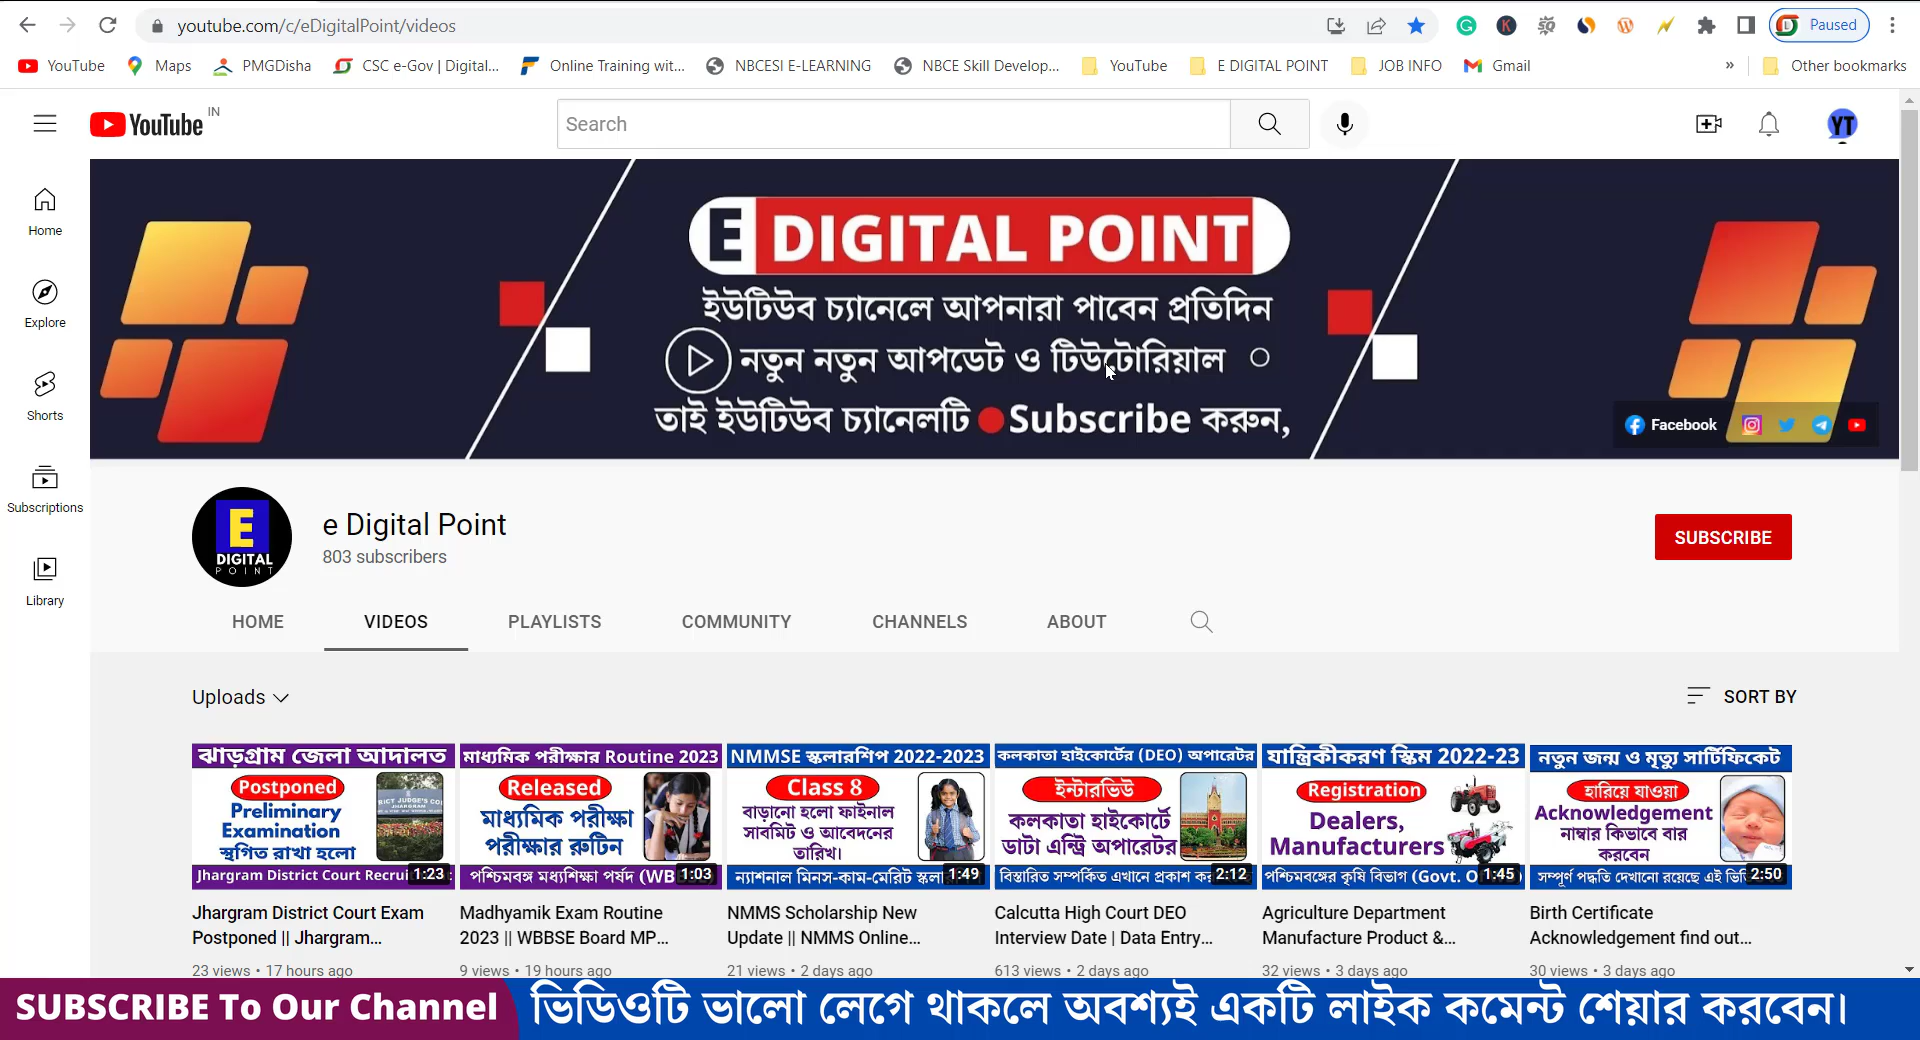 youtube.com/c/eDigitalPoint/videos
Paused
YouTube Maps PMGDisha CSC e-Gov | Digital... Online Training wit... NBCESI E-LEARNING NBCE Skill Develop... YouTube E DIGITAL POINT JOB INFO Gmail » Other bookmarks
YouTube IN
Search
YT
Home
Explore
Shorts
Subscriptions
Library
E DIGITAL POINT
ইউটিউব চ্যানেলে আপনারা পাবেন প্রতিদিন
নতুন নতুন আপডেট ও টিউটোরিয়াল
তাই ইউটিউব চ্যানেলটি Subscribe করুন,
Facebook
E
DIGITAL
POINT
e Digital Point
803 subscribers
SUBSCRIBE
HOME VIDEOS PLAYLISTS COMMUNITY CHANNELS ABOUT
Uploads
SORT BY
ঝাড়গ্রাম জেলা আদালত
Postponed
Preliminary
Examination
স্থগিত রাখা হলো
Jhargram District Court Recrui
1:23
Jhargram District Court Exam
Postponed || Jhargram...
23 views • 17 hours ago
মাধ্যমিক পরীক্ষার Routine 2023
Released
মাধ্যমিক পরীক্ষা
পরীক্ষার রুটিন
পশ্চিমবঙ্গ মধ্যশিক্ষা পর্ষদ (WB
1:03
Madhyamik Exam Routine
2023 || WBBSE Board MP...
9 views • 19 hours ago
NMMSE স্কলারশিপ 2022-2023
Class 8
বাড়ানো হলো ফাইনাল
সাবমিট ও আবেদনের
তারিখ।
ন্যাশনাল মিনস-কাম-মেরিট স্কল
1:49
NMMS Scholarship New
Update || NMMS Online...
21 views • 2 days ago
কলকাতা হাইকোর্টের (DEO) অপারেটর
ইন্টারভিউ
কলকাতা হাইকোর্টে
ডাটা এন্ট্রি অপারেটর
বিস্তারিত সম্পর্কিত এখানে প্রকাশ কর
2:12
Calcutta High Court DEO
Interview Date | Data Entry...
613 views • 2 days ago
যান্ত্রিকীকরণ স্কিম 2022-23
Registration
Dealers,
Manufacturers
পশ্চিমবঙ্গের কৃষি বিভাগ (Govt. O
1:45
Agriculture Department
Manufacture Product &...
32 views • 3 days ago
নতুন জন্ম ও মৃত্যু সার্টিফিকেট
হারিয়ে যাওয়া
Acknowledgement
নাম্বার কিভাবে বার
করবেন
সম্পূর্ণ পদ্ধতি দেখানো রয়েছে এই ভিডি
2:50
Birth Certificate
Acknowledgement find out...
30 views • 3 days ago
SUBSCRIBE To Our Channel
ভিডিওটি ভালো লেগে থাকলে অবশ্যই একটি লাইক কমেন্ট শেয়ার করবেন।